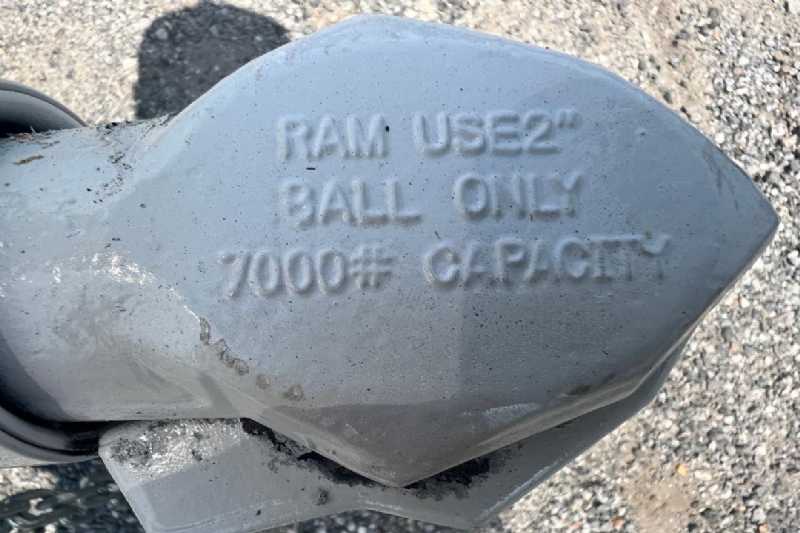 RAM USE2"
BALL ONLY
7000# CAPACITY